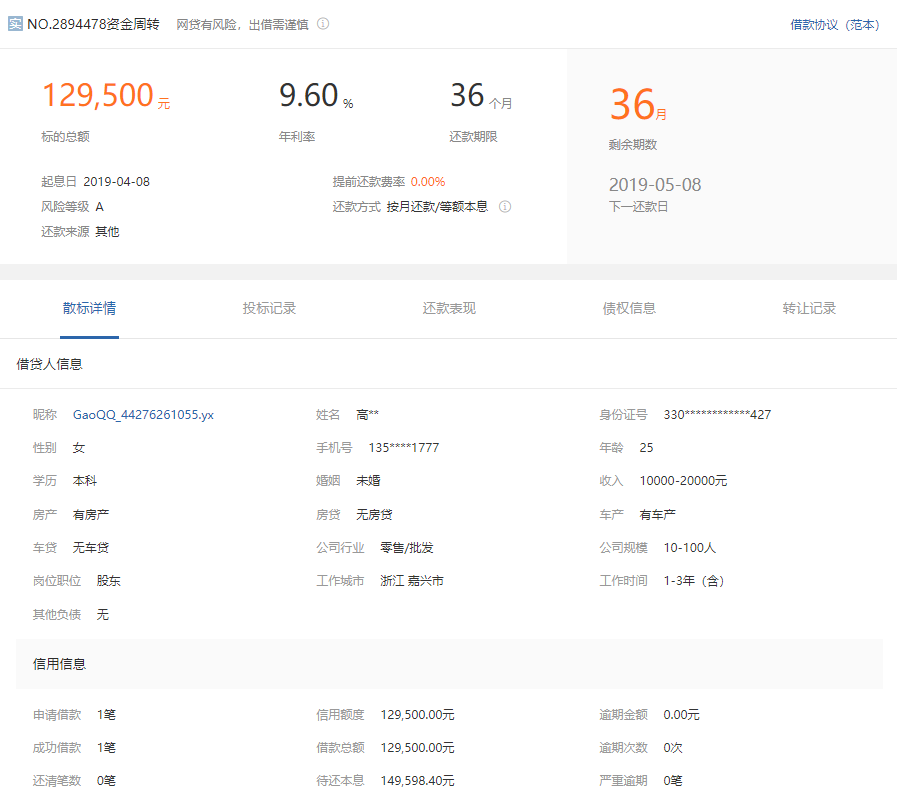 实 NO.2894478资金周转 网贷有风险，出借需谨慎 借款协议（范本）
129,500 元 9.60 % 36 个月 36 月
标的总额 年利率 还款期限 剩余期数
起息日 2019-04-08 提前还款费率 0.00% 2019-05-08
风险等级 A 还款方式 按月还款/等额本息 下一还款日
还款来源 其他
散标详情 投标记录 还款表现 债权信息 转让记录
借贷人信息
昵称 GaoQQ_44276261055.yx 姓名 高** 身份证号 330************427
性别 女 手机号 135****1777 年龄 25
学历 本科 婚姻 未婚 收入 10000-20000元
房产 有房产 房贷 无房贷 车产 有车产
车贷 无车贷 公司行业 零售/批发 公司规模 10-100人
岗位职位 股东 工作城市 浙江 嘉兴市 工作时间 1-3年（含）
其他负债 无
信用信息
申请借款 1笔 信用额度 129,500.00元 逾期金额 0.00元
成功借款 1笔 借款总额 129,500.00元 逾期次数 0次
还清笔数 0笔 待还本息 149,598.40元 严重逾期 0笔